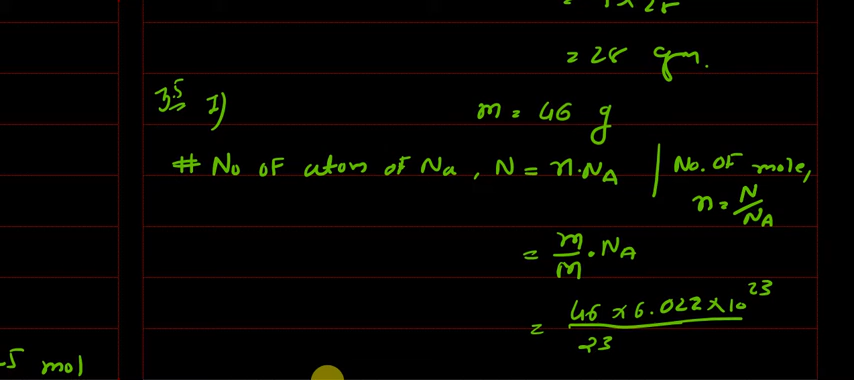 = 28 gm.
3.5 I)
m = 46 g
# No OF atom of Na, N = n.NA | No. OF mole,
n = N/NA
= m/M . NA
= 46 x 6.022 x 10^23 / 23
5 mol